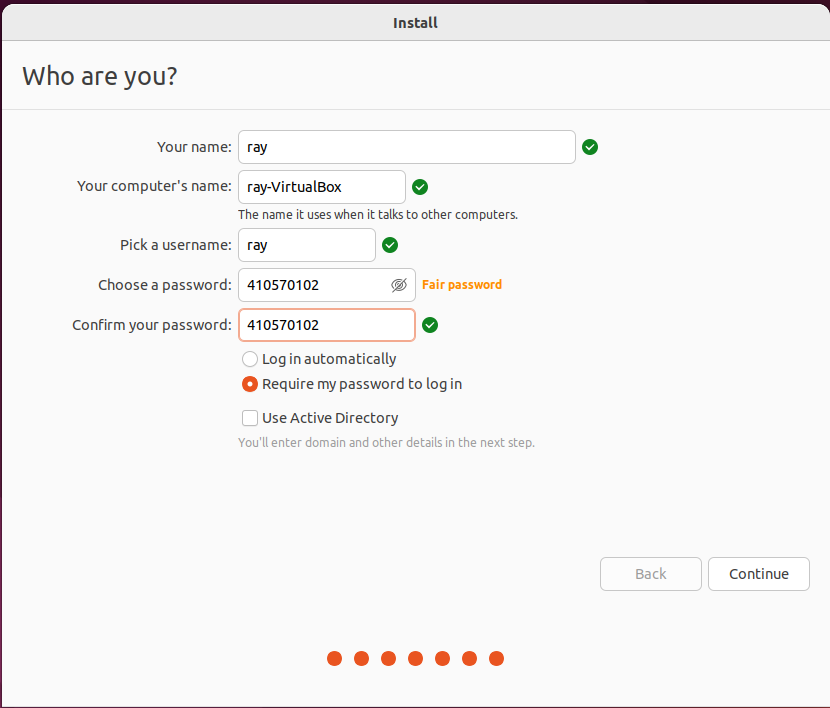 Install
Who are you?
Your name: ray
Your computer's name: ray-VirtualBox
The name it uses when it talks to other computers.
Pick a username: ray
Choose a password: 410570102 Fair password
Confirm your password: 410570102
Log in automatically
Require my password to log in
Use Active Directory
You'll enter domain and other details in the next step.
Back Continue